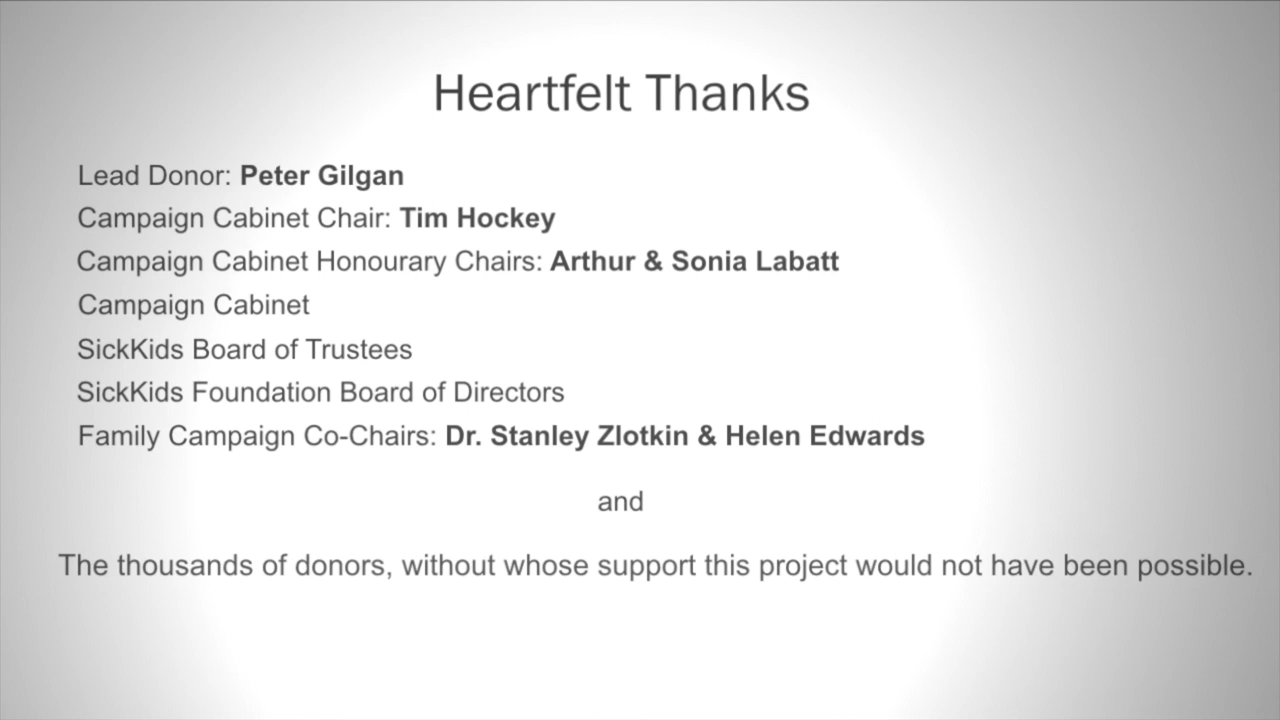 Heartfelt Thanks
Lead Donor: Peter Gilgan
Campaign Cabinet Chair: Tim Hockey
Campaign Cabinet Honourary Chairs: Arthur & Sonia Labatt
Campaign Cabinet
SickKids Board of Trustees
SickKids Foundation Board of Directors
Family Campaign Co-Chairs: Dr. Stanley Zlotkin & Helen Edwards
and
The thousands of donors, without whose support this project would not have been possible.